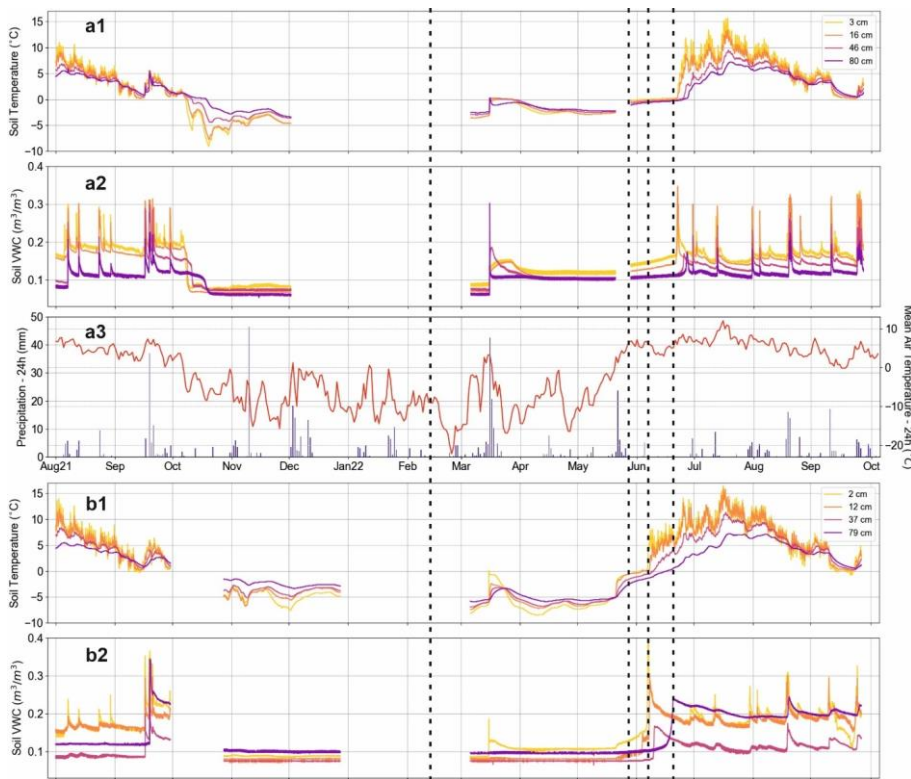 a1
Soil Temperature (°C)
15
10
5
0
−5
−10
3 cm
16 cm
46 cm
80 cm
a2
Soil VWC (m³/m³)
0.4
0.3
0.2
0.1
a3
Precipitation - 24h (mm)
50
40
30
20
10
0
Mean Air Temperature - 24h (°C)
10
0
−10
−20
Aug21 Sep Oct Nov Dec Jan22 Feb Mar Apr May Jun Jul Aug Sep Oct
b1
Soil Temperature (°C)
15
10
5
0
−5
−10
2 cm
12 cm
37 cm
79 cm
b2
Soil VWC (m³/m³)
0.4
0.3
0.2
0.1